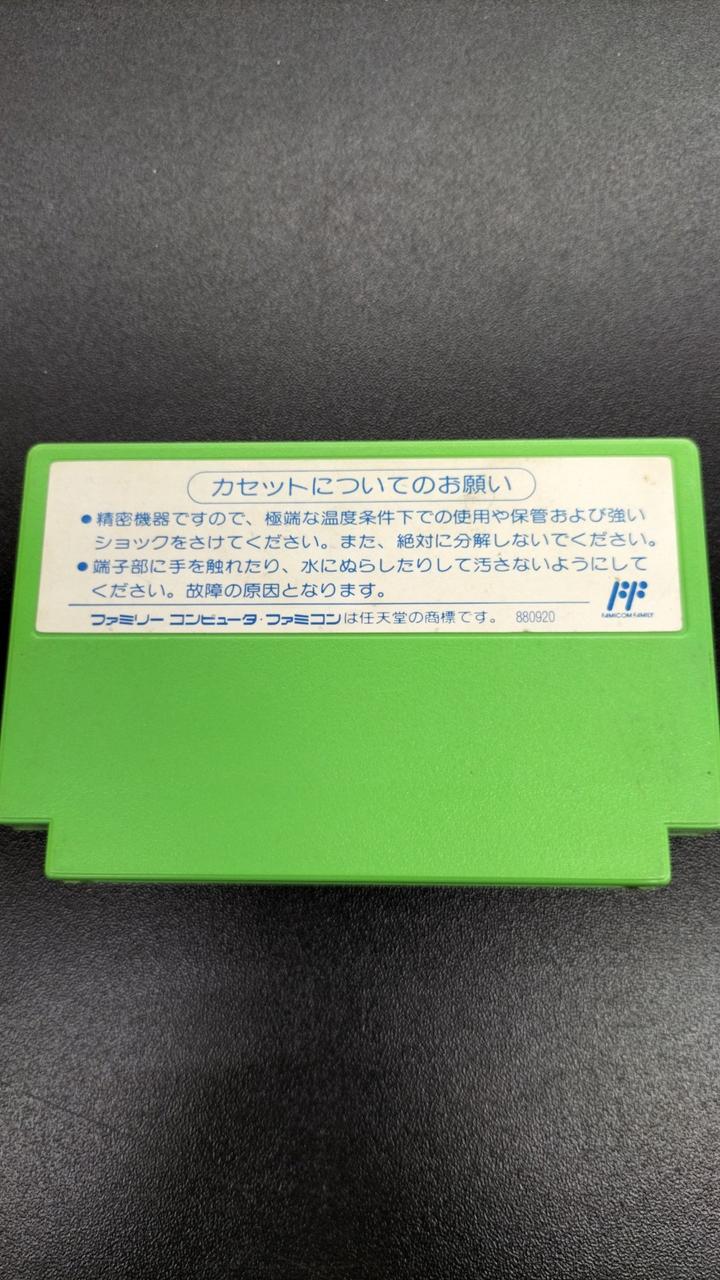 カセットについてのお願い
●精密機器ですので、極端な温度条件下での使用や保管および強い
ショックをさけてください。また、絶対に分解しないでください。
●端子部に手を触れたり、水にぬらしたりして汚さないようにして
ください。故障の原因となります。
FAMICOM FAMILY
ファミリー コンピュータ・ファミコンは任天堂の商標です。 880920